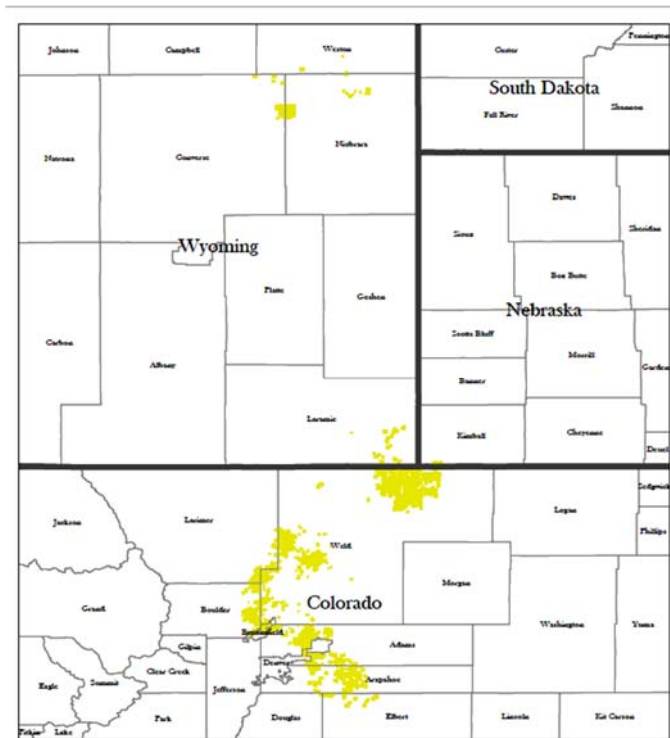 Johnson
Campbell
Weston
Custer
Pennington
South Dakota
Fall River
Shannon
Natrona
Converse
Niobrara
Wyoming
Platte
Goshen
Carbon
Albany
Laramie
Sioux
Dawes
Sheridan
Box Butte
Nebraska
Scotts Bluff
Morrill
Garden
Banner
Kimball
Cheyenne
Deuel
Jackson
Larimer
Weld
Logan
Sedgwick
Phillips
Morgan
Grand
Boulder
Colorado
Washington
Yuma
Broomfield
Gilpin
Adams
Clear Creek
Denver
Eagle
Summit
Jefferson
Arapahoe
Park
Douglas
Elbert
Lincoln
Kit Carson
Pitkin
Lake